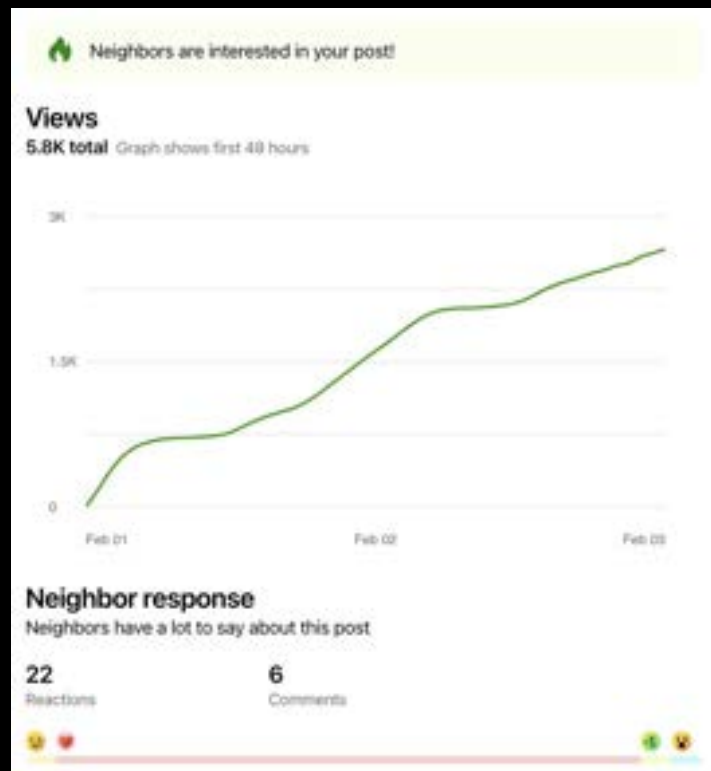 Neighbors are interested in your post!
Views
5.8K total Graph shows first 48 hours
3K
1.5K
0
Feb 01 Feb 02 Feb 03
Neighbor response
Neighbors have a lot to say about this post
22 6
Reactions Comments